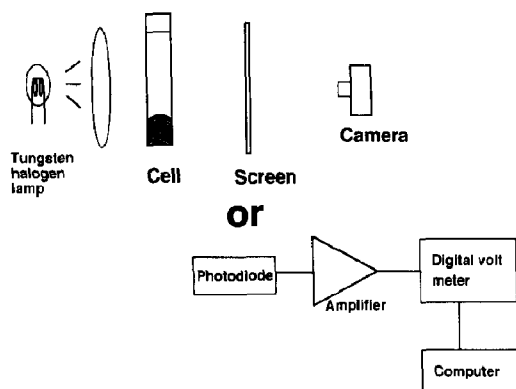 Tungsten
halogen
lamp
Cell
Screen
Camera
or
Photodiode
Amplifier
Digital volt
meter
Computer